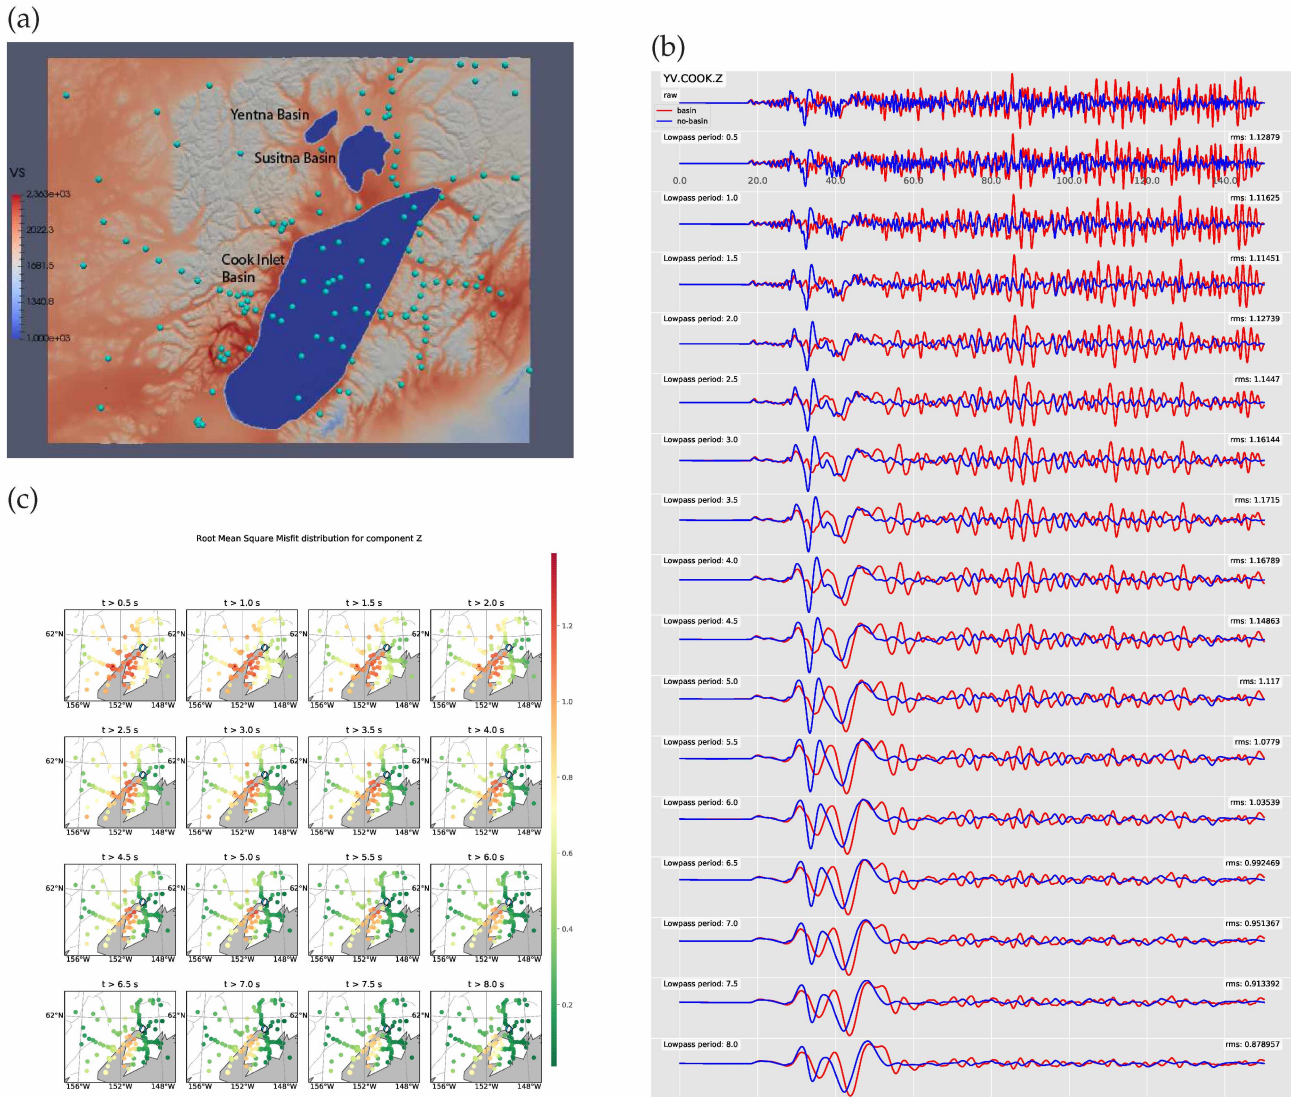 (a)
Yentna Basin
Susitna Basin
VS
2.363e+03
2022.3
1681.5
1340.8
1.000e+03
Cook Inlet
Basin
(b)
YV.COOK.Z
raw
basin
no-basin
Lowpass period: 0.5
rms: 1.12879
0.0
20.0
40.0
60.0
80.0
100.0
120.0
140.0
Lowpass period: 1.0
rms: 1.11625
Lowpass period: 1.5
rms: 1.11451
Lowpass period: 2.0
rms: 1.12739
Lowpass period: 2.5
rms: 1.1447
Lowpass period: 3.0
rms: 1.16144
Lowpass period: 3.5
rms: 1.1715
Lowpass period: 4.0
rms: 1.16789
Lowpass period: 4.5
rms: 1.14863
Lowpass period: 5.0
rms: 1.117
Lowpass period: 5.5
rms: 1.0779
Lowpass period: 6.0
rms: 1.03539
Lowpass period: 6.5
rms: 0.992469
Lowpass period: 7.0
rms: 0.951367
Lowpass period: 7.5
rms: 0.913392
Lowpass period: 8.0
rms: 0.878957
(c)
Root Mean Square Misfit distribution for component Z
t > 0.5 s
t > 1.0 s
t > 1.5 s
t > 2.0 s
62°N
62°N
62°N
62°N
156°W 152°W 148°W
156°W 152°W 148°W
156°W 152°W 148°W
156°W 152°W 148°W
t > 2.5 s
t > 3.0 s
t > 3.5 s
t > 4.0 s
62°N
62°N
62°N
62°N
156°W 152°W 148°W
156°W 152°W 148°W
156°W 152°W 148°W
156°W 152°W 148°W
t > 4.5 s
t > 5.0 s
t > 5.5 s
t > 6.0 s
62°N
62°N
62°N
62°N
156°W 152°W 148°W
156°W 152°W 148°W
156°W 152°W 148°W
156°W 152°W 148°W
t > 6.5 s
t > 7.0 s
t > 7.5 s
t > 8.0 s
62°N
62°N
62°N
62°N
156°W 152°W 148°W
156°W 152°W 148°W
156°W 152°W 148°W
156°W 152°W 148°W
1.2
1.0
0.8
0.6
0.4
0.2